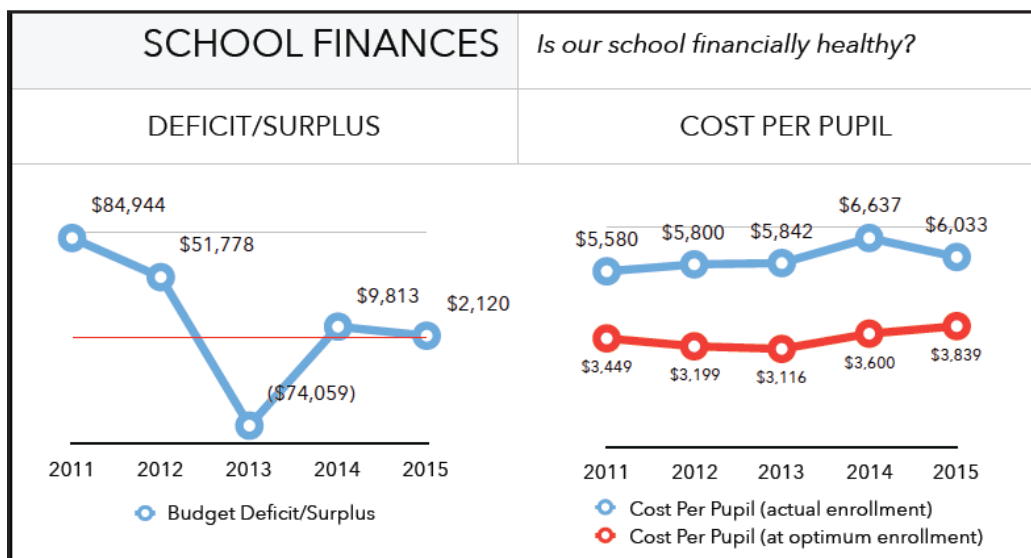 SCHOOL FINANCES
Is our school financially healthy?
DEFICIT/SURPLUS
COST PER PUPIL
$84,944
$51,778
($74,059)
$9,813
$2,120
2011 2012 2013 2014 2015
Budget Deficit/Surplus
$5,580 $5,800 $5,842 $6,637 $6,033
$3,449 $3,199 $3,116 $3,600 $3,839
2011 2012 2013 2014 2015
Cost Per Pupil (actual enrollment)
Cost Per Pupil (at optimum enrollment)